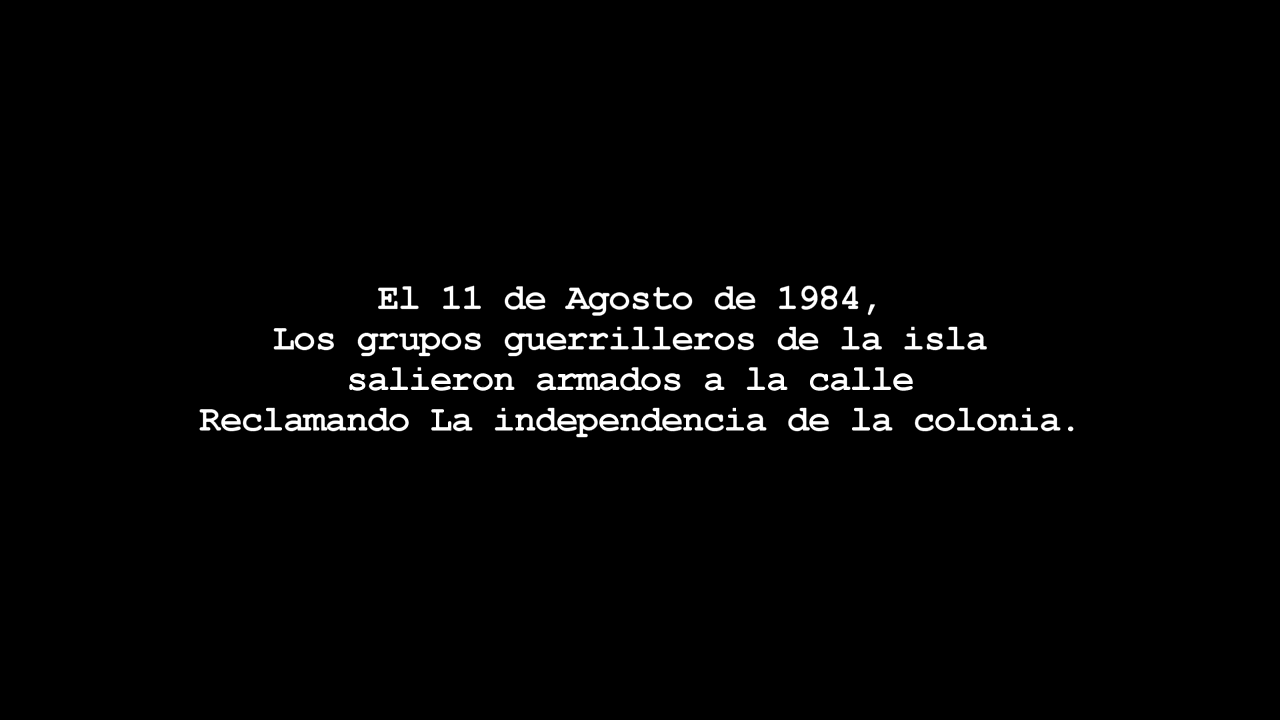 El 11 de Agosto de 1984,
Los grupos guerrilleros de la isla
salieron armados a la calle
Reclamando La independencia de la colonia.